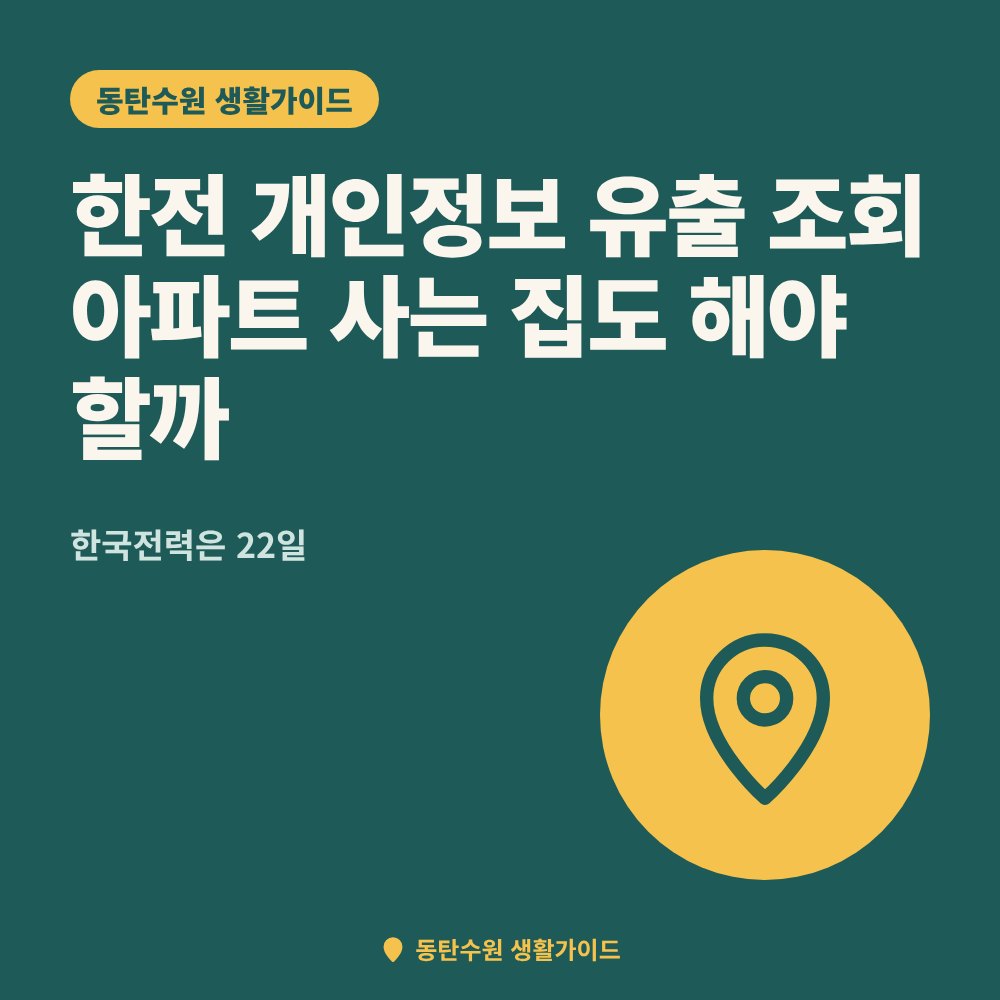 동탄수원 생활가이드
한전 개인정보 유출 조회
아파트 사는 집도 해야
할까
한국전력은 22일
동탄수원 생활가이드